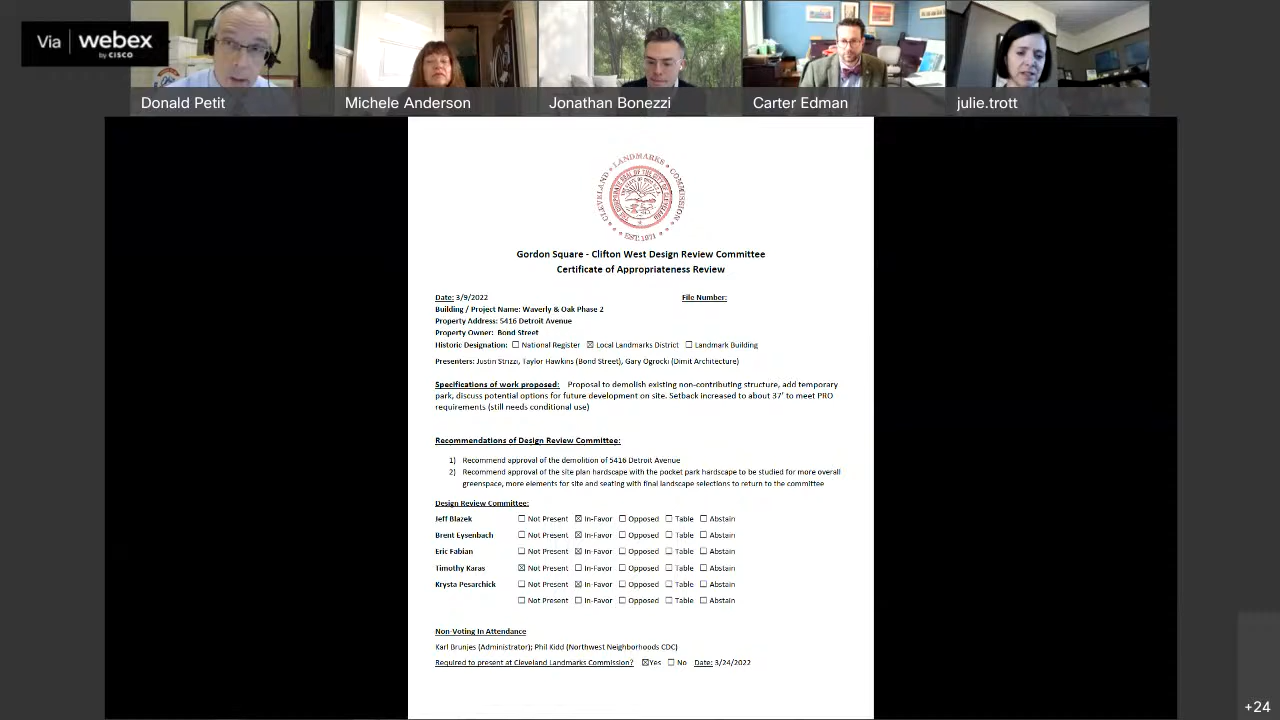 Via webex
by CISCO
Donald Petit
Michele Anderson
Jonathan Bonezzi
Carter Edman
julie.trott
CLEVELAND LANDMARKS COMMISSION
EST. 1971
Gordon Square - Clifton West Design Review Committee
Certificate of Appropriateness Review
Date: 3/9/2022 File Number:
Building / Project Name: Waverly & Oak Phase 2
Property Address: 5416 Detroit Avenue
Property Owner: Bond Street
Historic Designation: ☐ National Register ☒ Local Landmarks District ☐ Landmark Building
Presenters: Justin Strizzi, Taylor Hawkins (Bond Street), Gary Ogrocki (Dimit Architecture)
Specifications of work proposed: Proposal to demolish existing non-contributing structure, add temporary
park, discuss potential options for future development on site. Setback increased to about 37' to meet PRO
requirements (still needs conditional use)
Recommendations of Design Review Committee:
1) Recommend approval of the demolition of 5416 Detroit Avenue
2) Recommend approval of the site plan hardscape with the pocket park hardscape to be studied for more overall
greenspace, more elements for site and seating with final landscape selections to return to the committee
Design Review Committee:
Jeff Blazek ☐ Not Present ☒ In-Favor ☐ Opposed ☐ Table ☐ Abstain
Brent Eysenbach ☐ Not Present ☒ In-Favor ☐ Opposed ☐ Table ☐ Abstain
Eric Fabian ☐ Not Present ☒ In-Favor ☐ Opposed ☐ Table ☐ Abstain
Timothy Karas ☒ Not Present ☐ In-Favor ☐ Opposed ☐ Table ☐ Abstain
Krysta Pesarchick ☐ Not Present ☒ In-Favor ☐ Opposed ☐ Table ☐ Abstain
☐ Not Present ☐ In-Favor ☐ Opposed ☐ Table ☐ Abstain
Non-Voting In Attendance
Karl Brunjes (Administrator); Phil Kidd (Northwest Neighborhoods CDC)
Required to present at Cleveland Landmarks Commission? ☒Yes ☐ No Date: 3/24/2022
+24